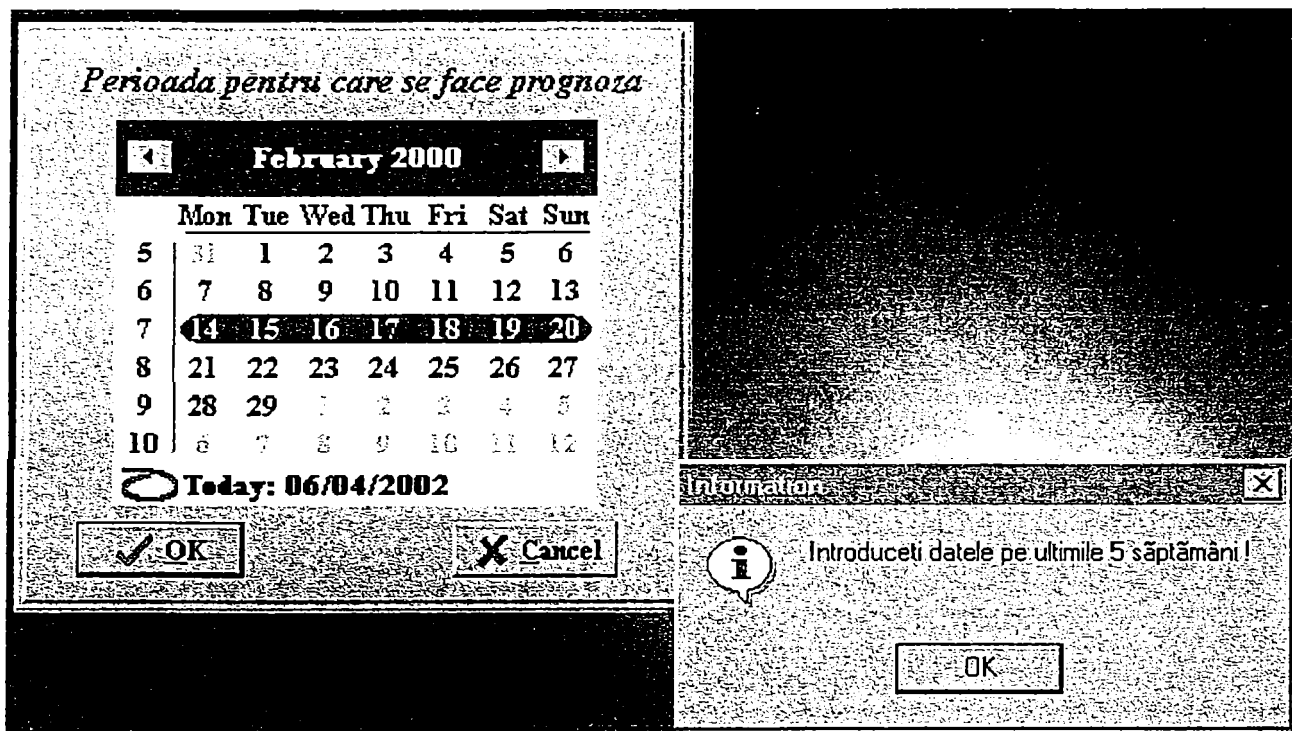 Perioada pentru care se face prognoza
February 2000
Mon Tue Wed Thu Fri Sat Sun
5 31 1 2 3 4 5 6
6 7 8 9 10 11 12 13
7 14 15 16 17 18 19 20
8 21 22 23 24 25 26 27
9 28 29 1 2 3 4 5
10 6 7 8 9 10 11 12
Today: 06/04/2002
OK Cancel
Information
Introduceti datele pe ultimile 5 sãptãmâni !
OK